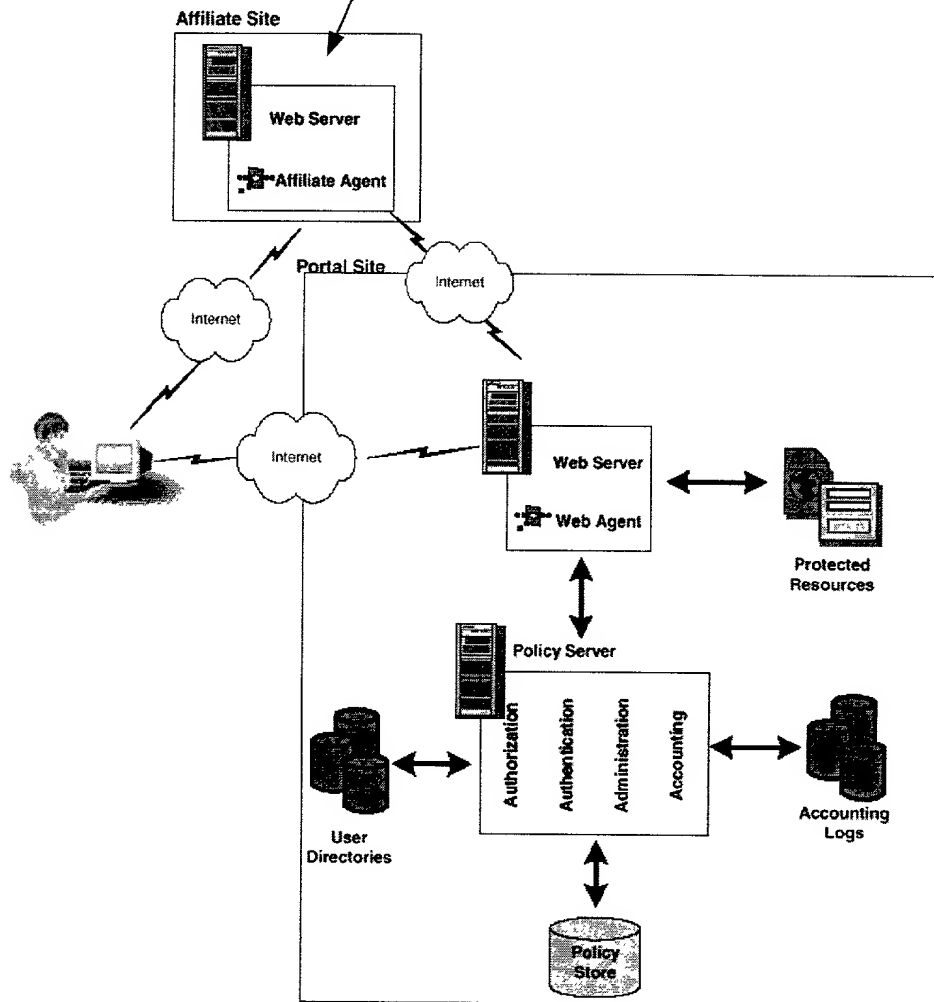 Affiliate Site
Web Server
Affiliate Agent
Portal Site
Internet
Internet
Internet
Web Server
Web Agent
Protected
Resources
Policy Server
Authorization
Authentication
Administration
Accounting
User
Directories
Accounting
Logs
Policy
Store